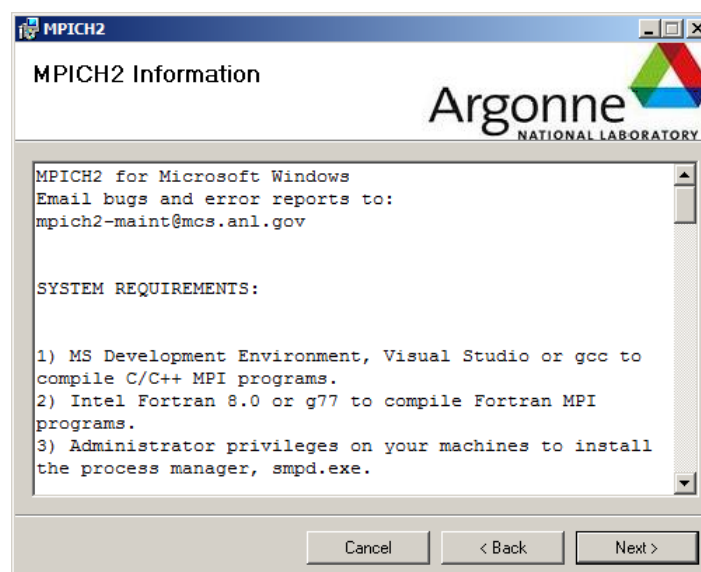 MPICH2
MPICH2 Information
Argonne
NATIONAL LABORATORY
MPICH2 for Microsoft Windows
Email bugs and error reports to:
mpich2-maint@mcs.anl.gov
SYSTEM REQUIREMENTS:
1) MS Development Environment, Visual Studio or gcc to
compile C/C++ MPI programs.
2) Intel Fortran 8.0 or g77 to compile Fortran MPI
programs.
3) Administrator privileges on your machines to install
the process manager, smpd.exe.
Cancel
< Back
Next >